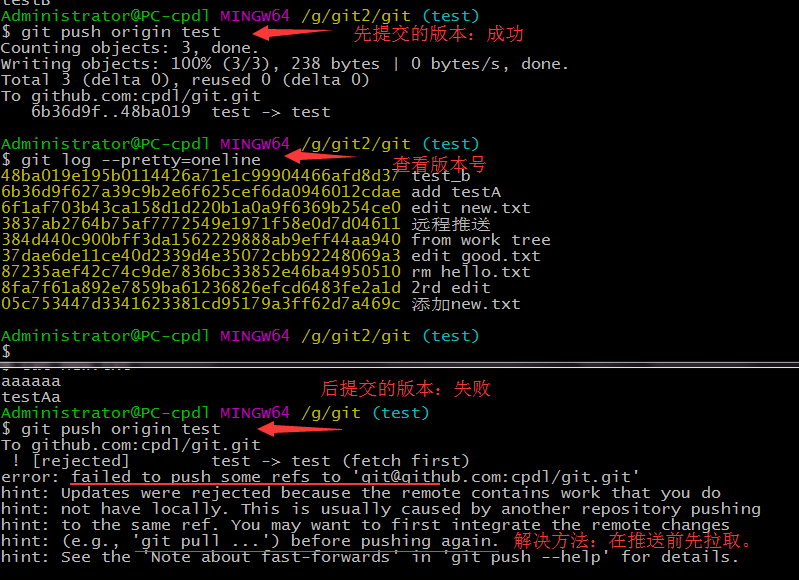 testB
Administrator@PC-cpdl MINGW64 /g/git2/git (test)
$ git push origin test 先提交的版本：成功
Counting objects: 3, done.
Writing objects: 100% (3/3), 238 bytes | 0 bytes/s, done.
Total 3 (delta 0), reused 0 (delta 0)
To github.com:cpdl/git.git
6b36d9f..48ba019 test -> test
Administrator@PC-cpdl MINGW64 /g/git2/git (test)
$ git log --pretty=oneline 查看版本号
48ba019e195b0114426a71e1c99904466afd8d37 test_b
6b36d9f627a39c9b2e6f625cef6da0946012cdae add testA
6f1af703b43ca158d1d220b1a0a9f6369b254ce0 edit new.txt
3837ab2764b75af7772549e1971f58e0d7d04611 远程推送
384d440c900bff3da1562229888ab9eff44aa940 from work tree
37dae6de11ce40d2339d4e35072cbb92248069a3 edit good.txt
87235aef42c74c9de7836bc33852e46ba4950510 rm hello.txt
8fa7f61a892e7859ba61236826efcd6483fe2a1d 2rd edit
05c753447d3341623381cd95179a3ff62d7a469c 添加new.txt
Administrator@PC-cpdl MINGW64 /g/git2/git (test)
$
aaaaaa
testAa 后提交的版本：失败
Administrator@PC-cpdl MINGW64 /g/git (test)
$ git push origin test
To github.com:cpdl/git.git
! [rejected] test -> test (fetch first)
error: failed to push some refs to 'git@github.com:cpdl/git.git'
hint: Updates were rejected because the remote contains work that you do
hint: not have locally. This is usually caused by another repository pushing
hint: to the same ref. You may want to first integrate the remote changes
hint: (e.g., 'git pull ...') before pushing again. 解决方法：在推送前先拉取。
hint: See the 'Note about fast-forwards' in 'git push --help' for details.